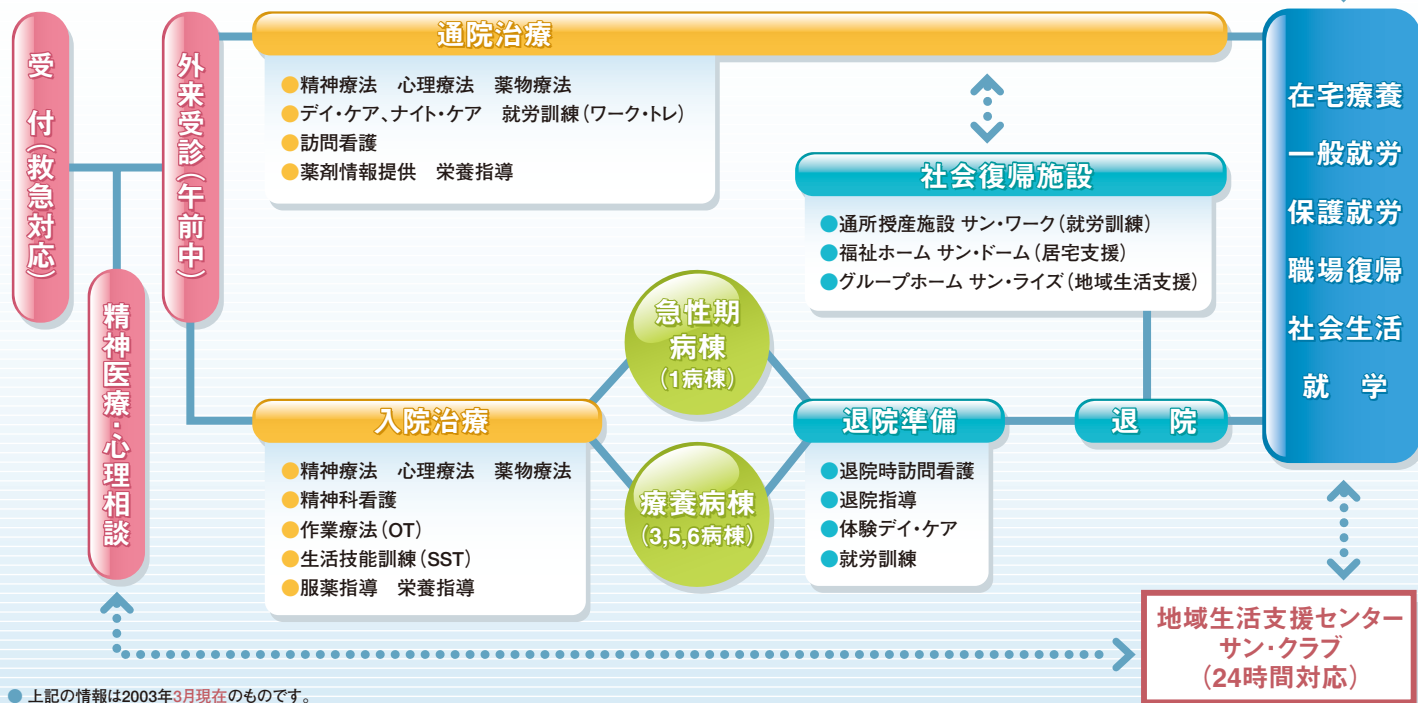 受　付（救急対応）
精神医療・心理相談
外来受診（午前中）
通院治療
●精神療法　心理療法　薬物療法
●デイ・ケア、ナイト・ケア　就労訓練（ワーク・トレ）
●訪問看護
●薬剤情報提供　栄養指導
社会復帰施設
●通所授産施設 サン・ワーク（就労訓練）
●福祉ホーム サン・ドーム（居宅支援）
●グループホーム サン・ライズ（地域生活支援）
入院治療
●精神療法　心理療法　薬物療法
●精神科看護
●作業療法（OT）
●生活技能訓練（SST）
●服薬指導　栄養指導
急性期
病棟
（1病棟）
療養病棟
（3,5,6病棟）
退院準備
●退院時訪問看護
●退院指導
●体験デイ・ケア
●就労訓練
退　院
在宅療養
一般就労
保護就労
職場復帰
社会生活
就　学
地域生活支援センター
サン・クラブ
（24時間対応）
● 上記の情報は2003年3月現在のものです。